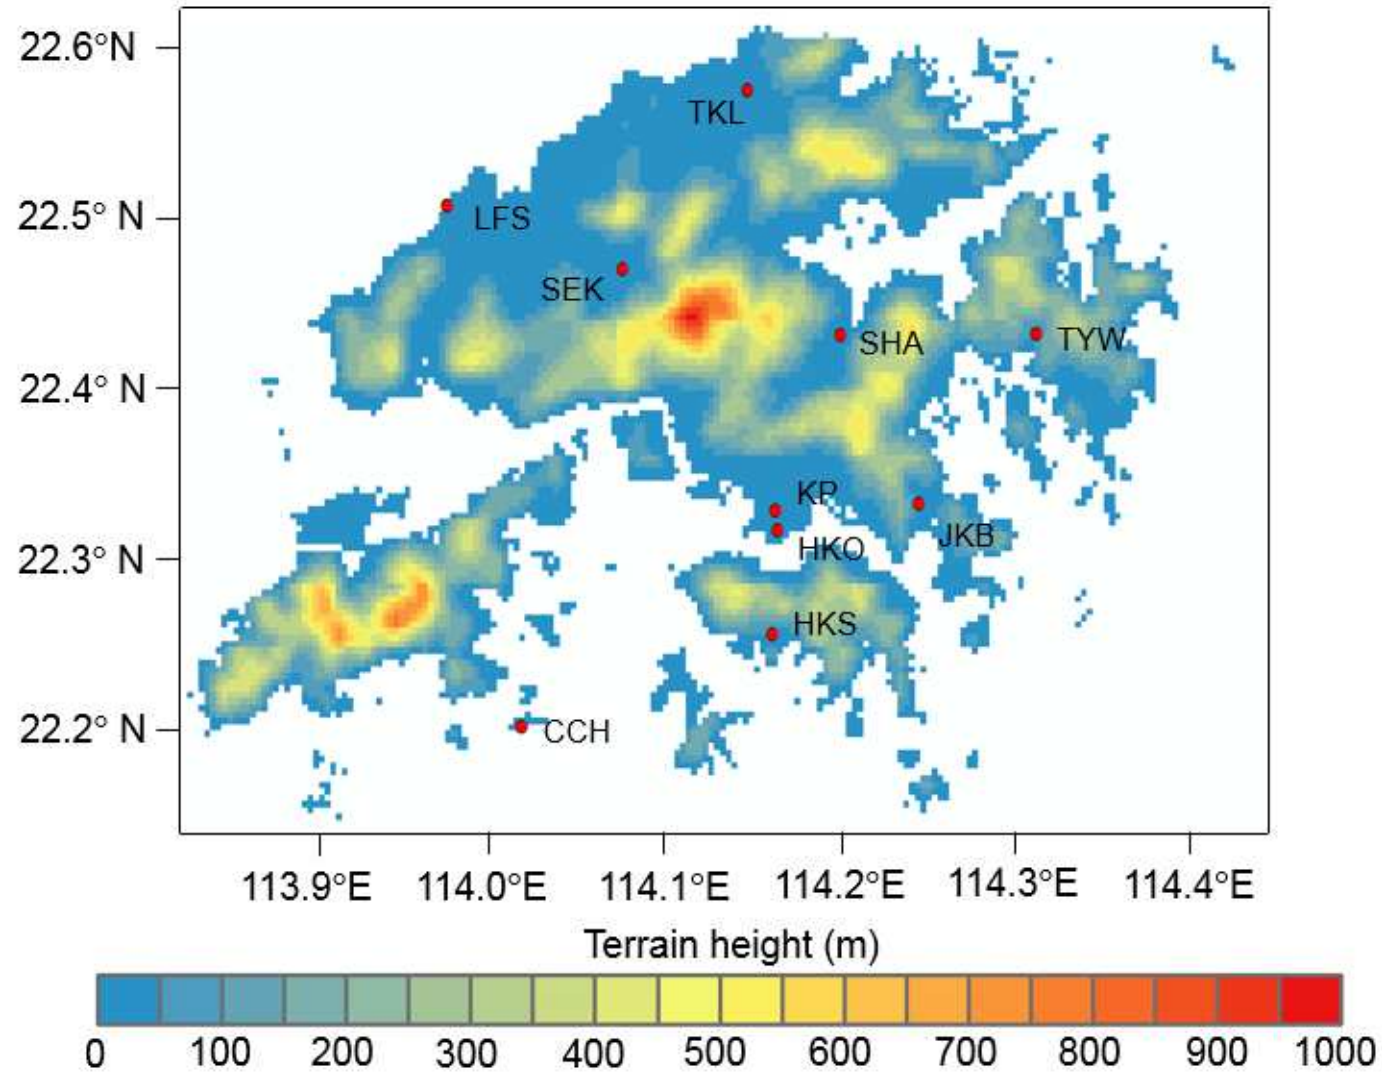 22.6°N
TKL
22.5° N
LFS
SEK
SHA
TYW
22.4° N
KP
JKB
HKO
22.3° N
HKS
22.2° N
CCH
113.9°E 114.0°E 114.1°E 114.2°E 114.3°E 114.4°E
Terrain height (m)
0 100 200 300 400 500 600 700 800 900 1000